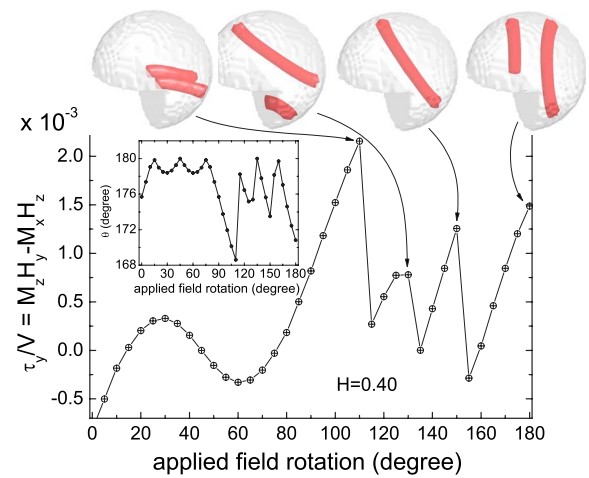 x 10⁻³
2.0
1.5
1.0
0.5
0.0
-0.5
τy/V = MzHy-MxHz
180
176
172
168
θ (degree)
0 30 60 90 120 150 180
applied field rotation (degree)
H=0.40
0 20 40 60 80 100 120 140 160 180
applied field rotation (degree)